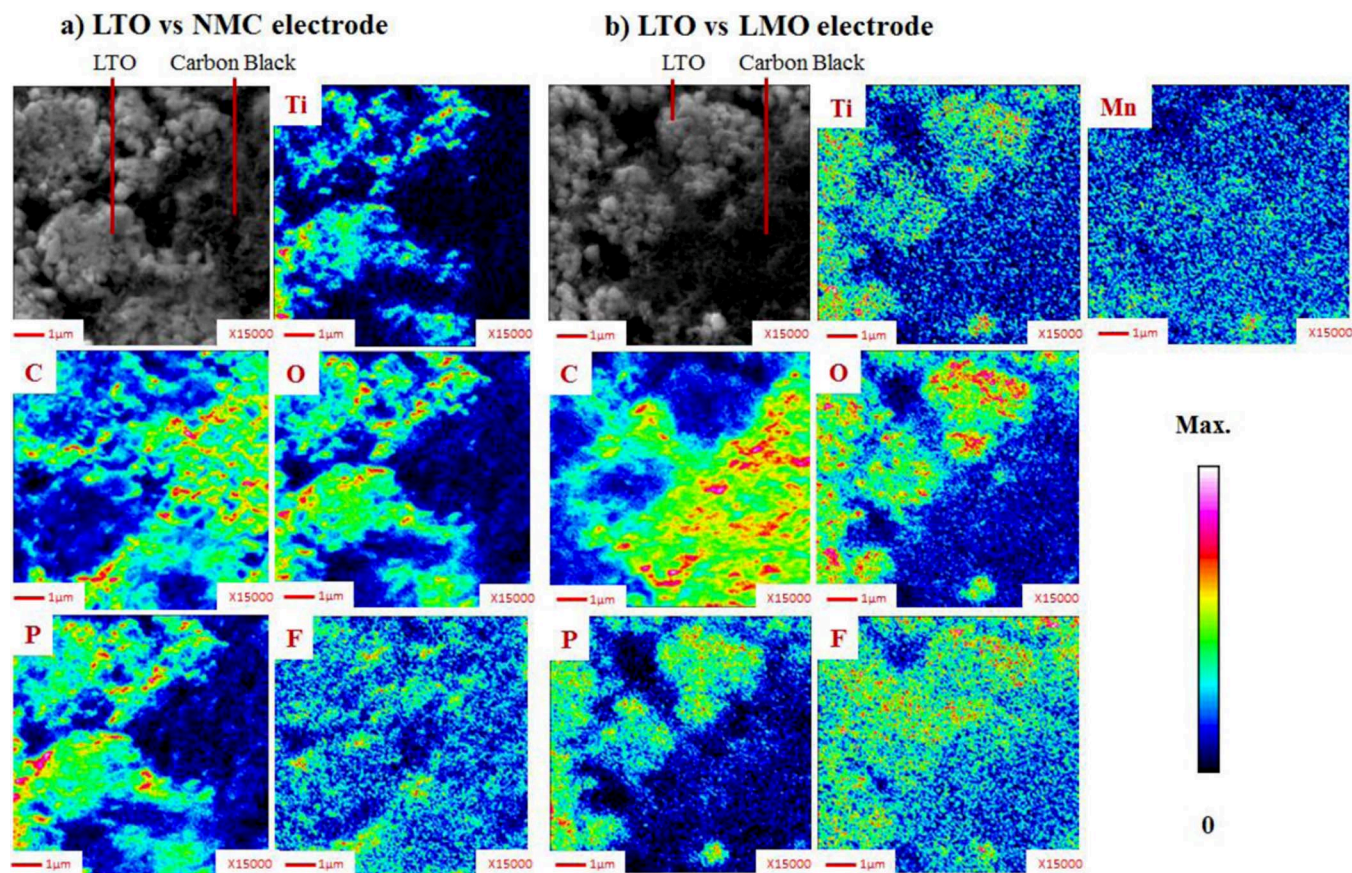 a) LTO vs NMC electrode
b) LTO vs LMO electrode
LTO Carbon Black
LTO Carbon Black
Ti
Ti
Mn
1µm X15000
1µm X15000
1µm X15000
1µm X15000
1µm X15000
C
O
C
O
Max.
1µm X15000
1µm X15000
1µm X15000
1µm X15000
P
F
P
F
0
1µm X15000
1µm X15000
1µm X15000
1µm X15000